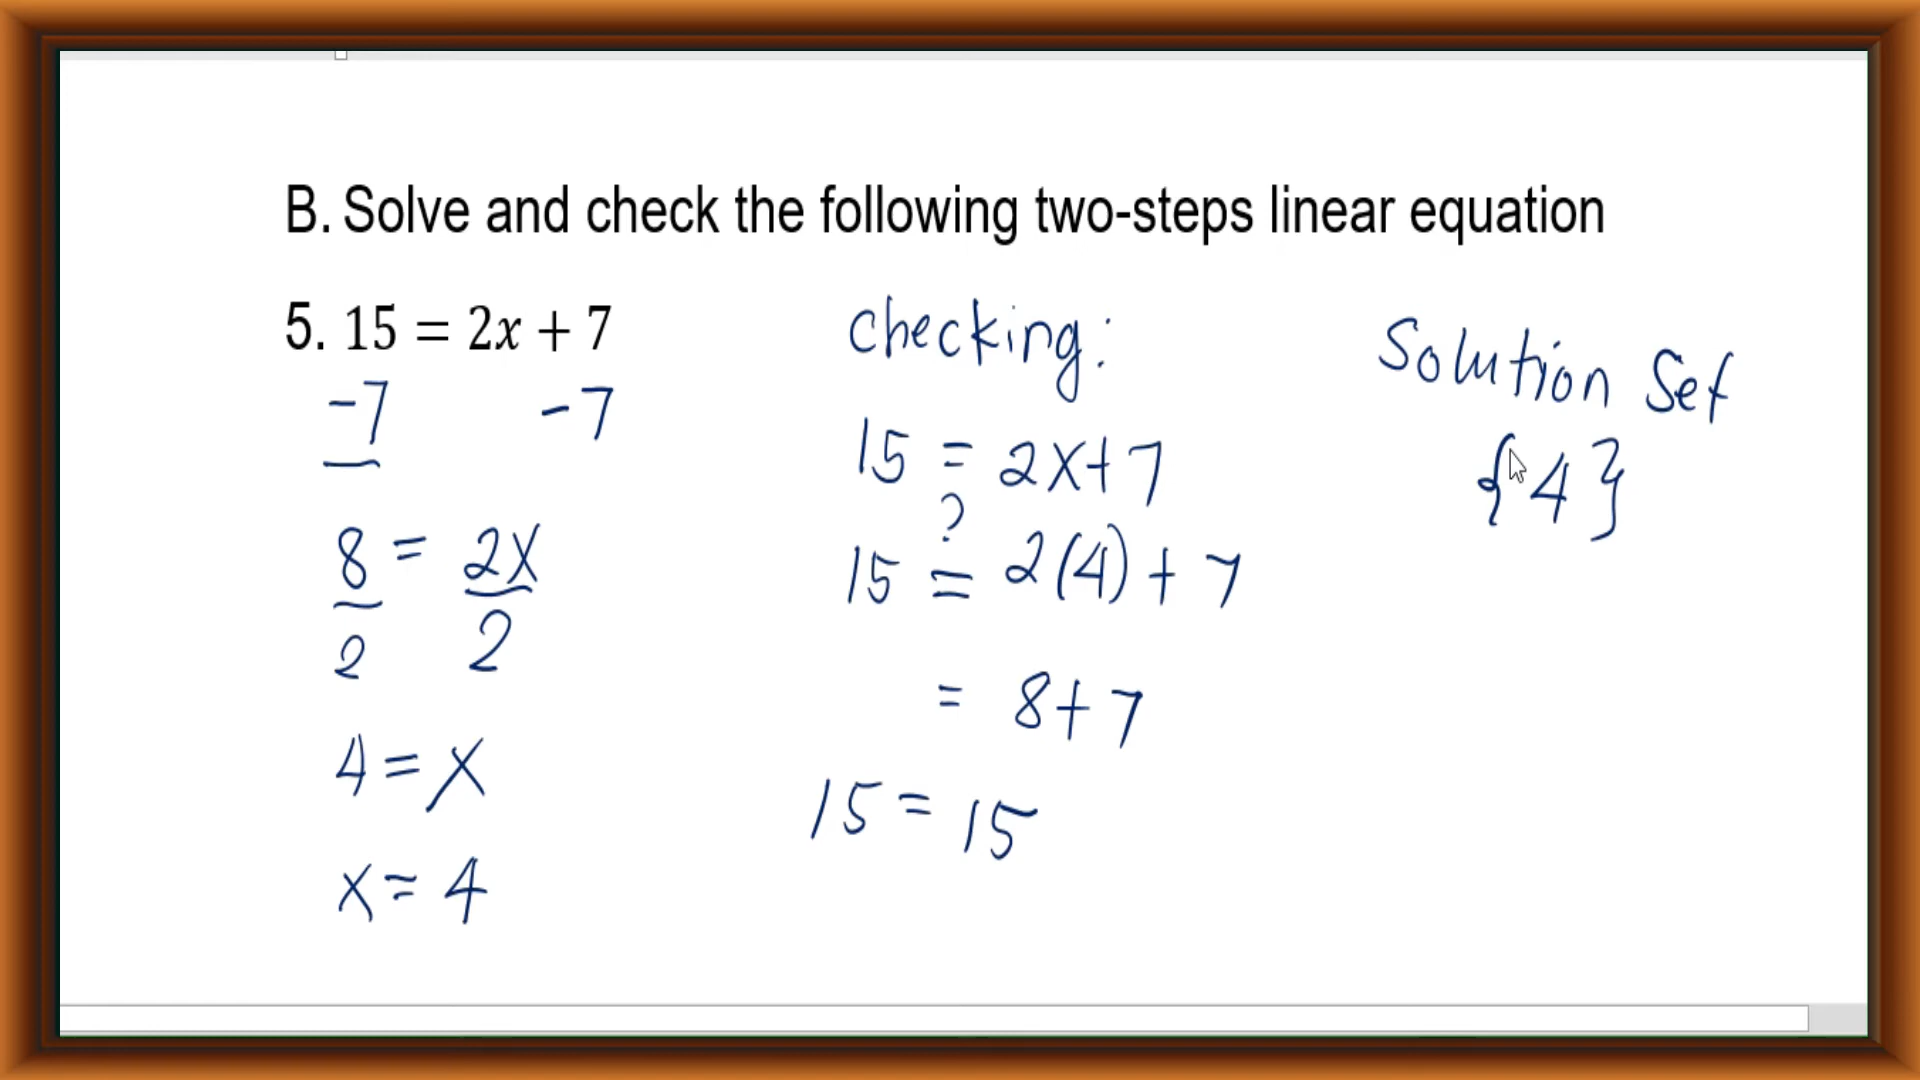 B. Solve and check the following two-steps linear equation
5. 15 = 2x + 7
-7 -7
8 = 2x
2 2
4 = x
x = 4
Checking:
15 = 2x+7
?
15 = 2(4) + 7
= 8+7
15 = 15
Solution Set
{4}